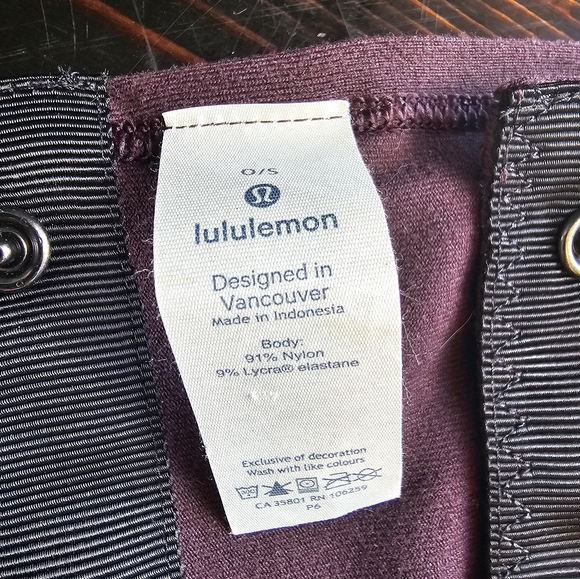 O/S
lululemon
Designed in
Vancouver
Made in Indonesia
Body:
91% Nylon
9% Lycra® elastane
Exclusive of decoration
Wash with like colours
CA 35801 RN 106259
P6